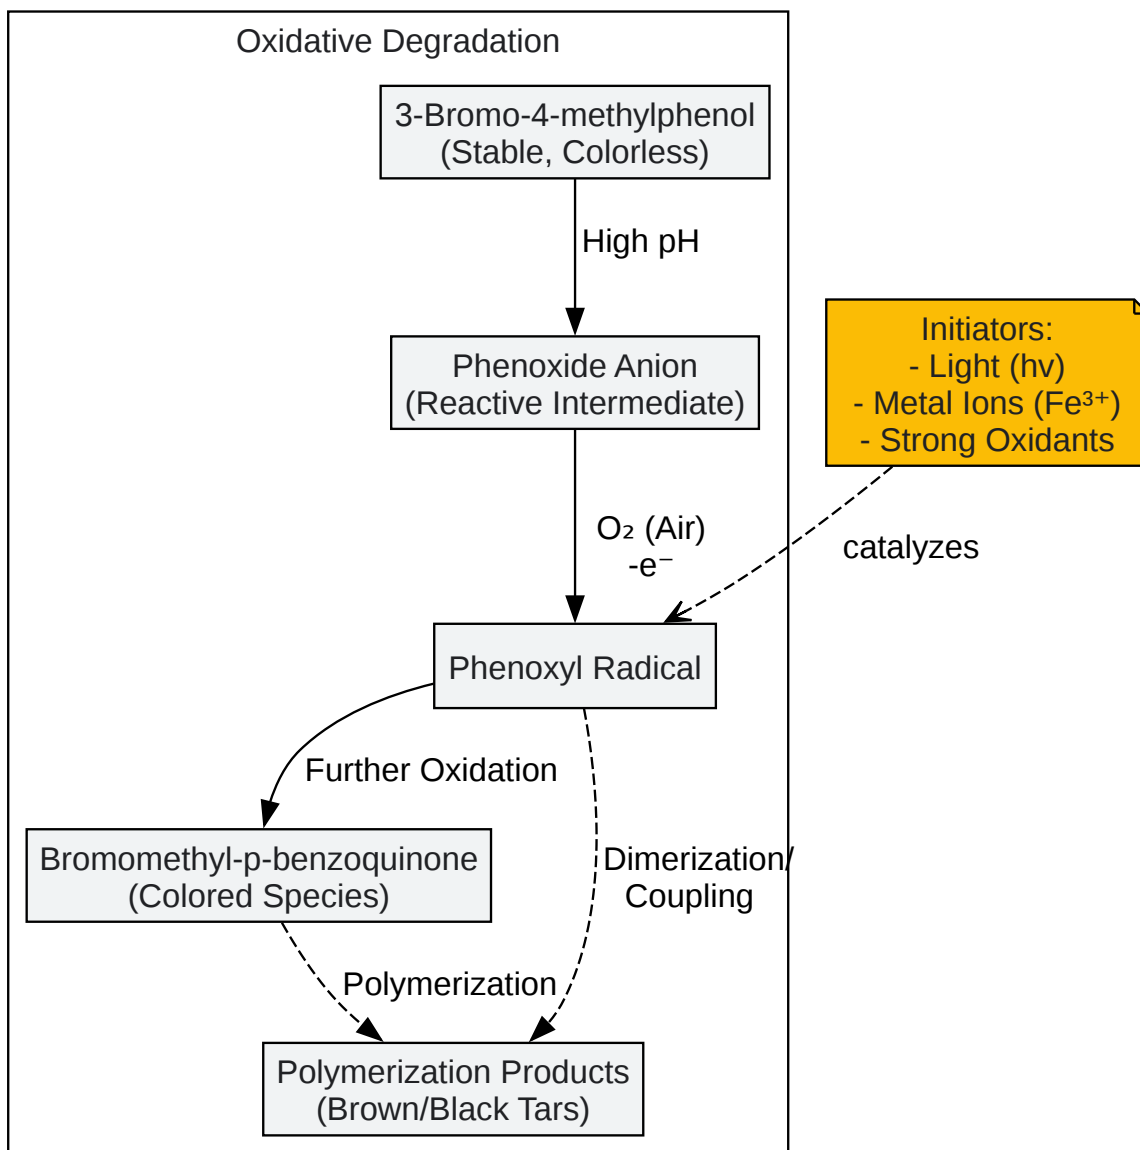 Oxidative Degradation
3-Bromo-4-methylphenol
(Stable, Colorless)
High pH
Phenoxide Anion
(Reactive Intermediate)
Initiators:
- Light (hv)
- Metal Ions (Fe³⁺)
- Strong Oxidants
O₂ (Air)
-e⁻
catalyzes
Phenoxyl Radical
Further Oxidation
Bromomethyl-p-benzoquinone
(Colored Species)
Dimerization/
Coupling
Polymerization
Polymerization Products
(Brown/Black Tars)